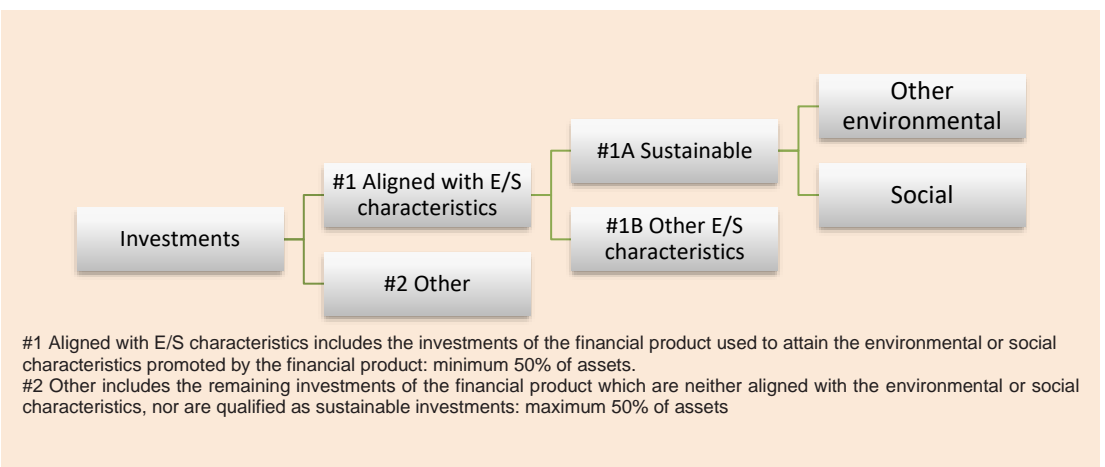 Other
environmental
#1A Sustainable
#1 Aligned with E/S
characteristics
Social
#1B Other E/S
characteristics
Investments
#2 Other
#1 Aligned with E/S characteristics includes the investments of the financial product used to attain the environmental or social
characteristics promoted by the financial product: minimum 50% of assets.
#2 Other includes the remaining investments of the financial product which are neither aligned with the environmental or social
characteristics, nor are qualified as sustainable investments: maximum 50% of assets